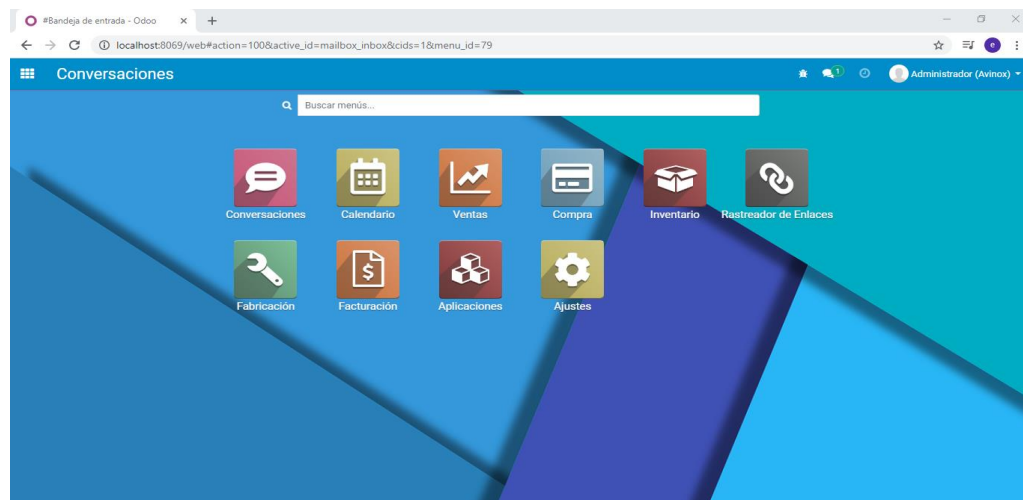 #Bandeja de entrada - Odoo
localhost:8069/web#action=100&active_id=mailbox_inbox&cids=1&menu_id=79
e
Conversaciones
1
Administrador (Avinox)
Buscar menús...
Conversaciones Calendario Ventas Compra Inventario Rastreador de Enlaces
Fabricación Facturación Aplicaciones Ajustes